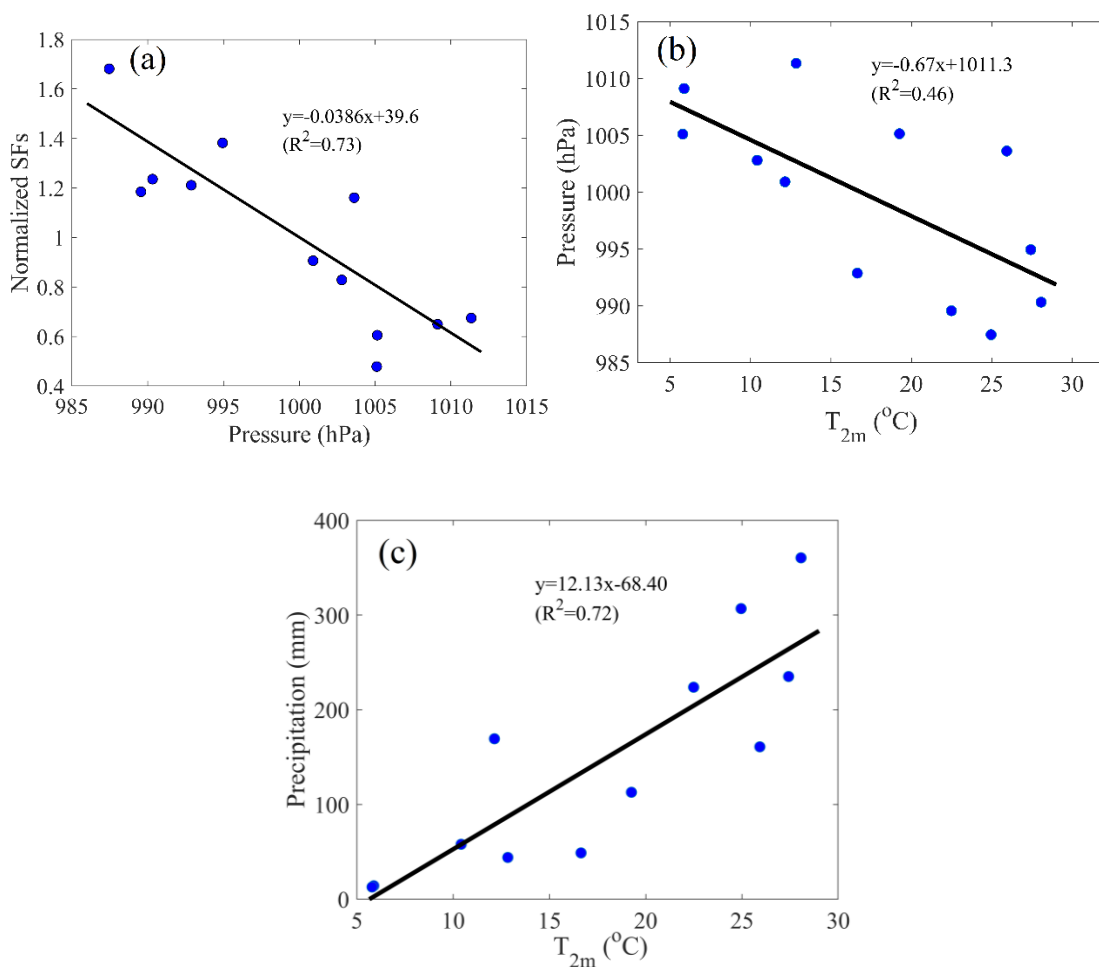 (a)
y=-0.0386x+39.6
(R²=0.73)
1.8
1.6
1.4
1.2
1
0.8
0.6
0.4
Normalized SFs
985 990 995 1000 1005 1010 1015
Pressure (hPa)
(b)
y=-0.67x+1011.3
(R²=0.46)
1015
1010
1005
1000
995
990
985
Pressure (hPa)
5 10 15 20 25 30
T2m (°C)
(c)
y=12.13x-68.40
(R²=0.72)
400
300
200
100
0
Precipitation (mm)
5 10 15 20 25 30
T2m (°C)